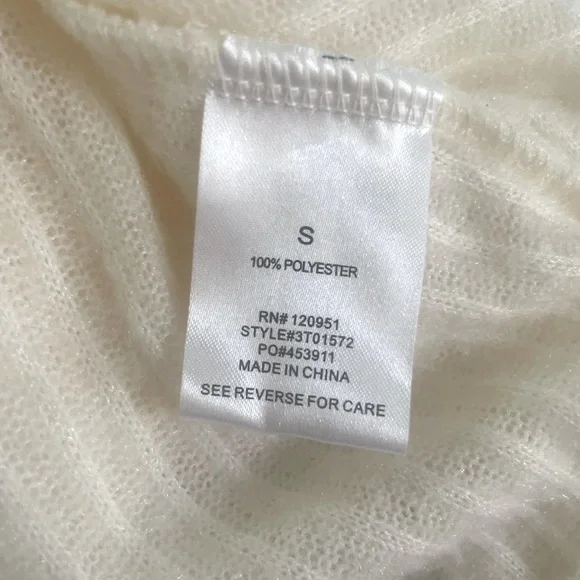 S
100% POLYESTER
RN# 120951
STYLE#3T01572
PO#453911
MADE IN CHINA
SEE REVERSE FOR CARE